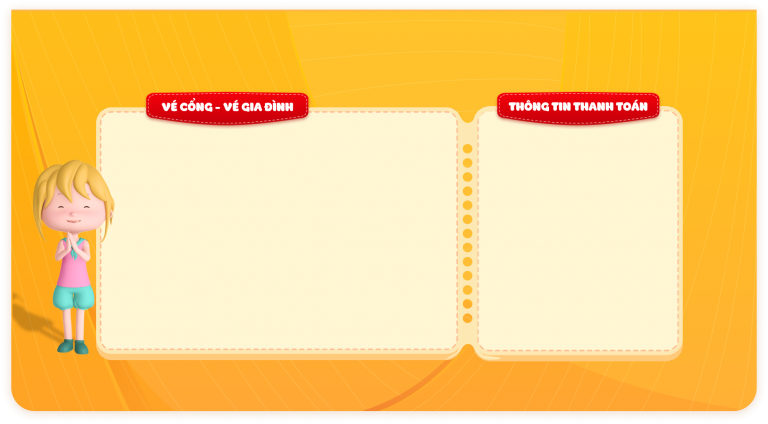 VÉ CỔNG - VÉ GIA ĐÌNH
THÔNG TIN THANH TOÁN